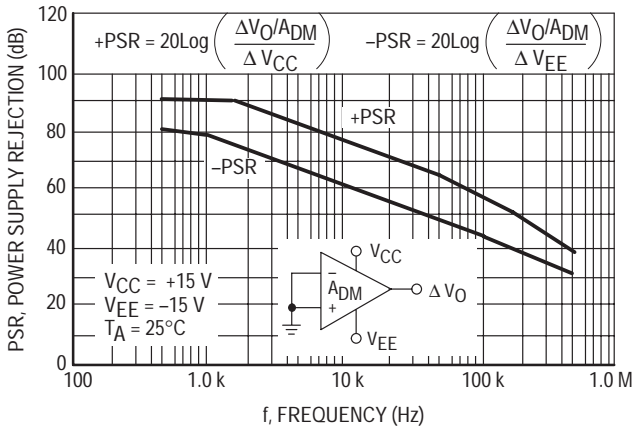 120
100
80
60
40
20
0
PSR, POWER SUPPLY REJECTION (dB)
+PSR = 20Log ( ΔVO/ADM / Δ VCC )
–PSR = 20Log ( ΔVO/ADM / Δ VEE )
+PSR
–PSR
VCC = +15 V
VEE = –15 V
TA = 25°C
VCC
–
ADM
+
Δ VO
VEE
100 1.0 k 10 k 100 k 1.0 M
f, FREQUENCY (Hz)